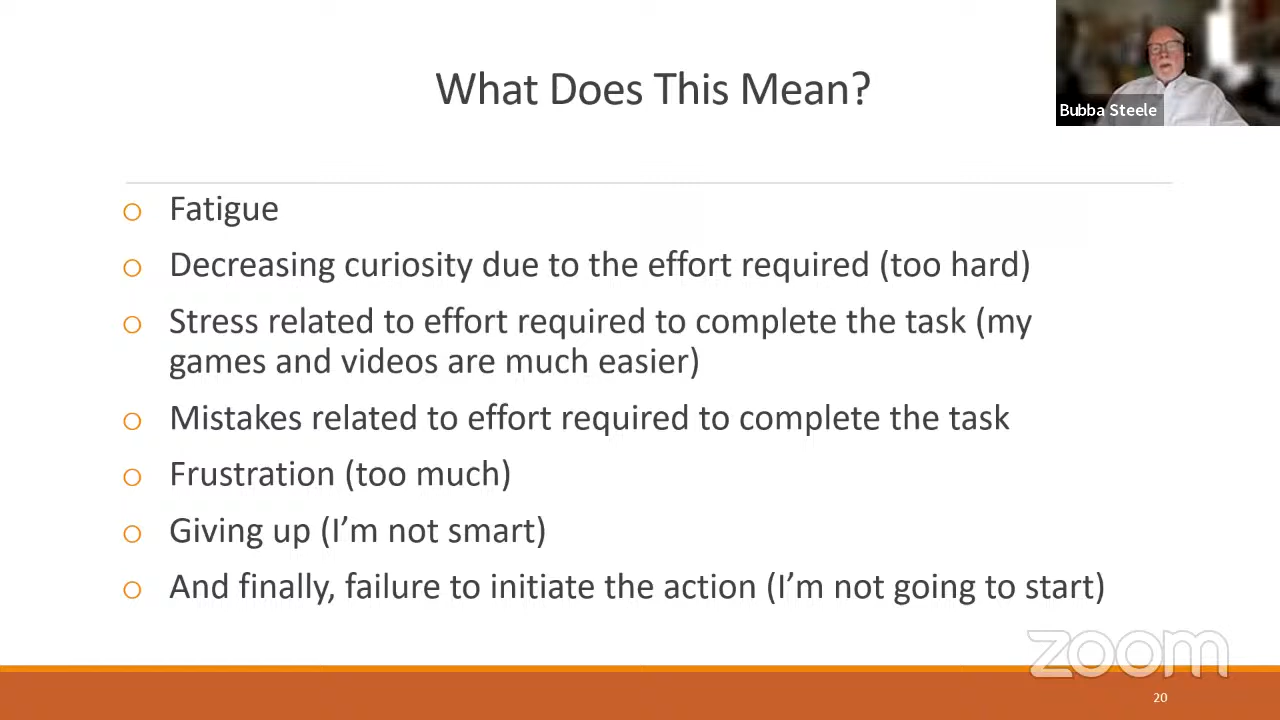 What Does This Mean?
Bubba Steele
o Fatigue
o Decreasing curiosity due to the effort required (too hard)
o Stress related to effort required to complete the task (my
games and videos are much easier)
o Mistakes related to effort required to complete the task
o Frustration (too much)
o Giving up (I’m not smart)
o And finally, failure to initiate the action (I’m not going to start)
zoom
20